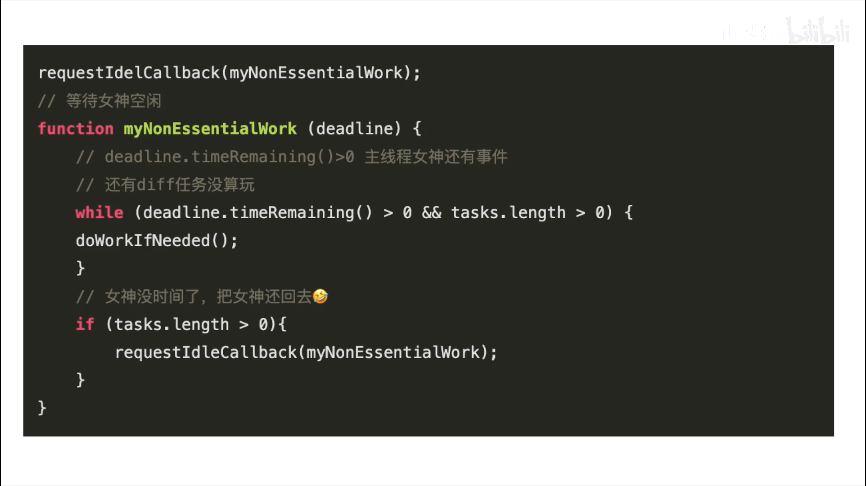 bilibili
requestIdelCallback(myNonEssentialWork);
// 等待女神空闲
function myNonEssentialWork (deadline) {
// deadline.timeRemaining()>0 主线程女神还有事件
// 还有diff任务没算玩
while (deadline.timeRemaining() > 0 && tasks.length > 0) {
doWorkIfNeeded();
}
// 女神没时间了，把女神还回去🤣
if (tasks.length > 0){
requestIdleCallback(myNonEssentialWork);
}
}